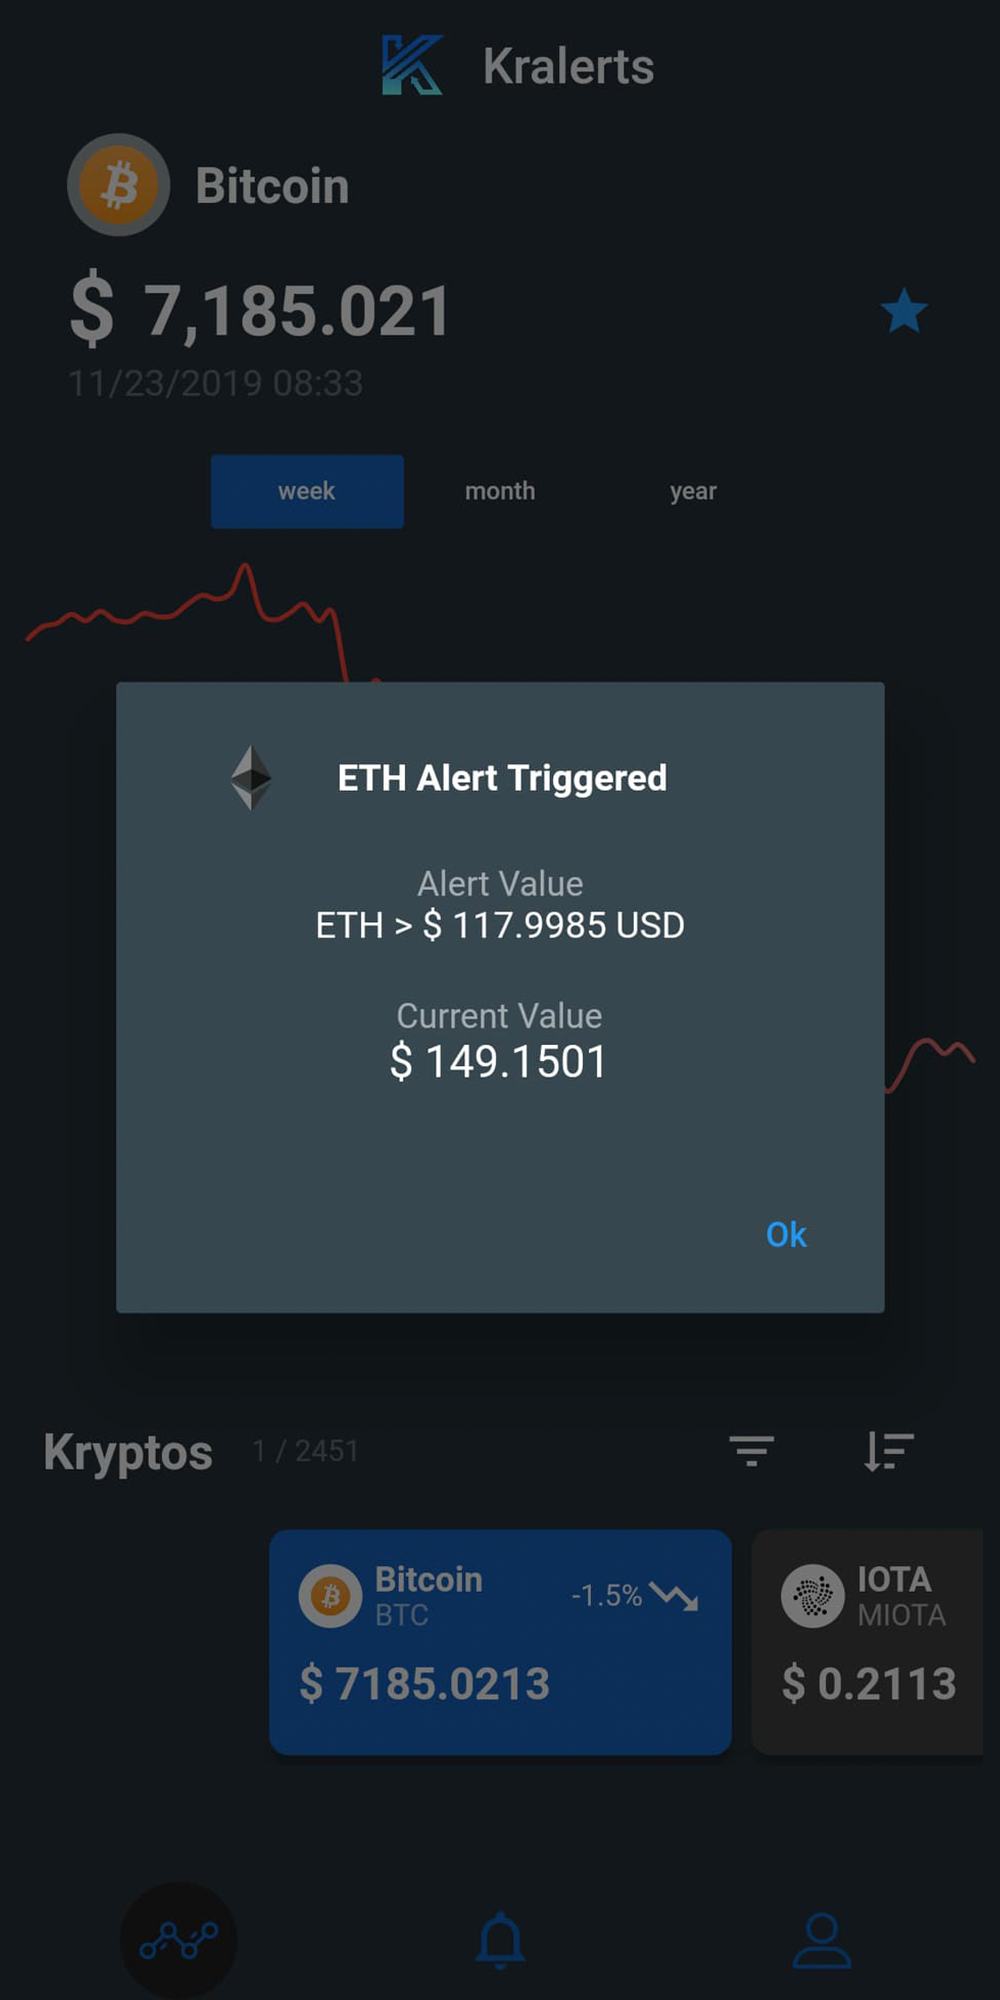 Kralerts
Bitcoin
$ 7,185.021
11/23/2019 08:33
week month year
ETH Alert Triggered
Alert Value
ETH > $ 117.9985 USD
Current Value
$ 149.1501
Ok
Kryptos 1 / 2451
Bitcoin
BTC
-1.5%
$ 7185.0213
IOTA
MIOTA
$ 0.2113